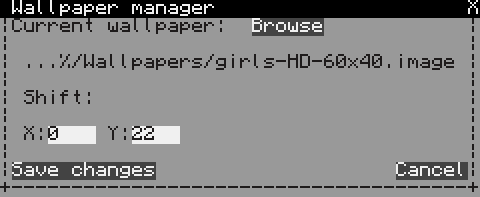 Wallpaper manager X
Current wallpaper: Browse
...%/Wallpapers/girls-HD-60x40.image
Shift:
X:0 Y:22
Save changes Cancel